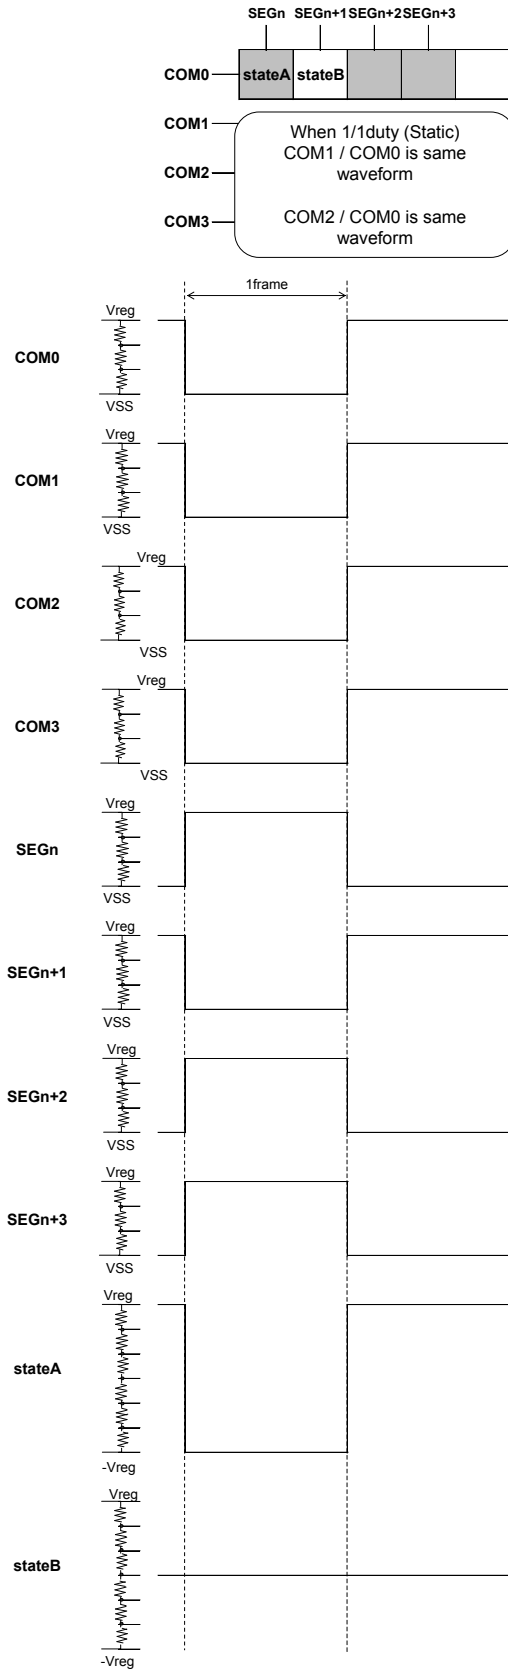 SEGn SEGn+1 SEGn+2 SEGn+3
COM0 stateA stateB
COM1
When 1/1duty (Static)
COM1 / COM0 is same
waveform
COM2
COM3
COM2 / COM0 is same
waveform
1frame
Vreg
COM0
VSS
Vreg
COM1
VSS
Vreg
COM2
VSS
Vreg
COM3
VSS
Vreg
SEGn
VSS
Vreg
SEGn+1
VSS
Vreg
SEGn+2
VSS
Vreg
SEGn+3
VSS
Vreg
stateA
-Vreg
Vreg
stateB
-Vreg